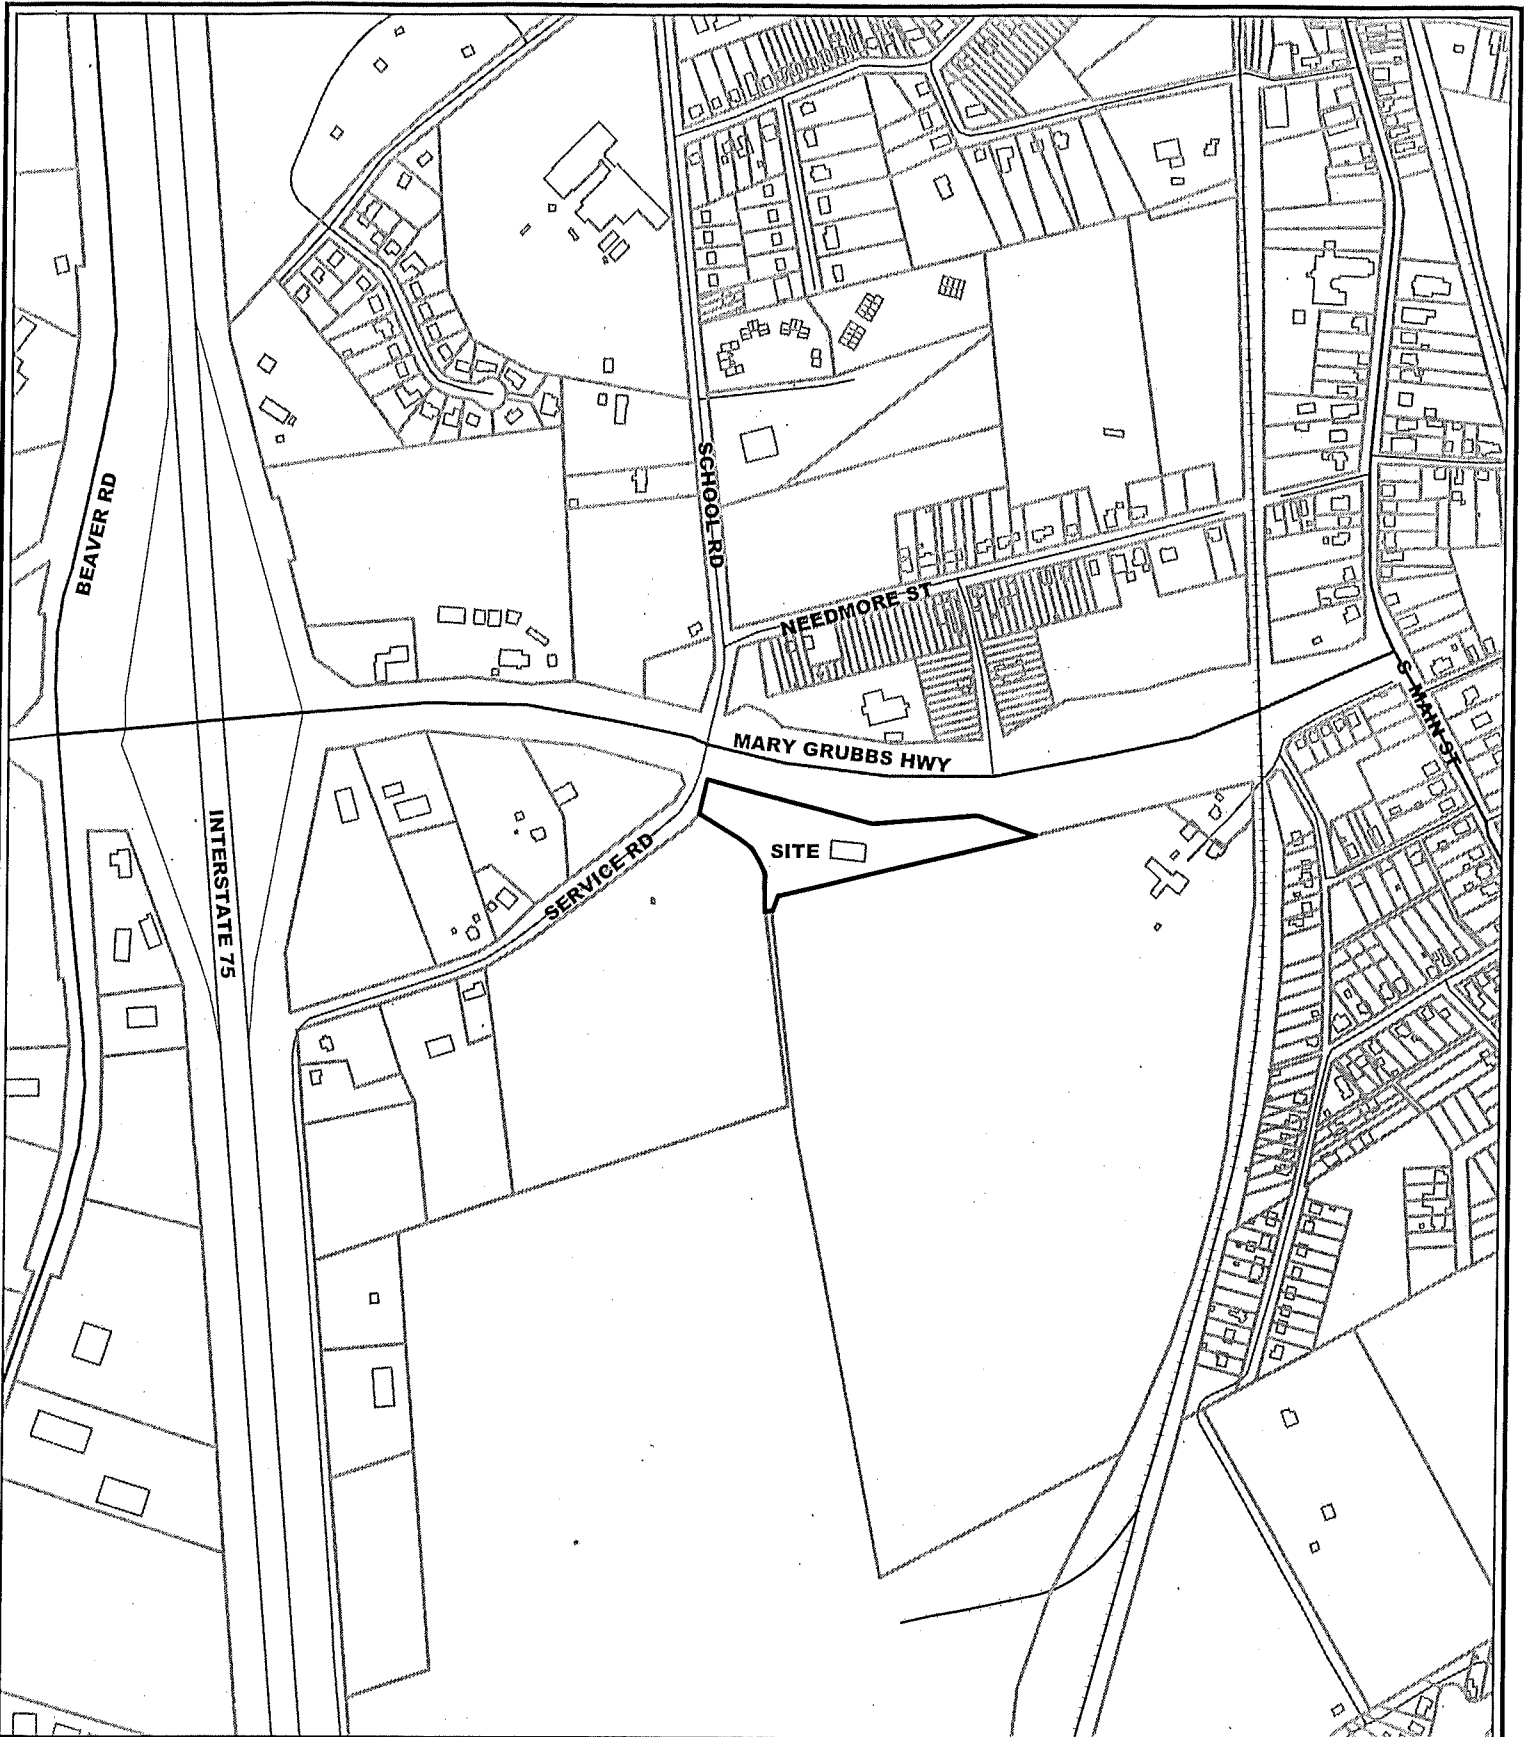 BEAVER RD
SCHOOL RD
NEEDMORE ST
S MAIN ST
MARY GRUBBS HWY
INTERSTATE 75
SERVICE RD
SITE